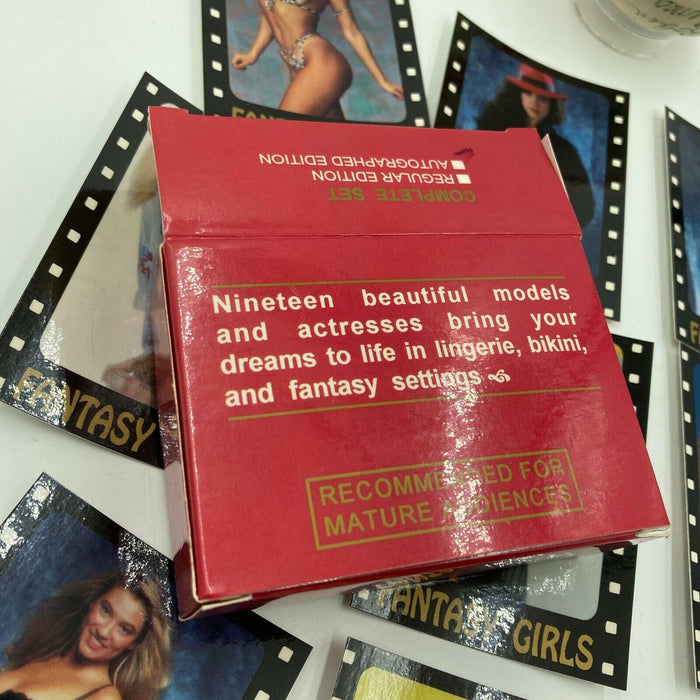 FANTASY
COMPLETE SET
REGULAR EDITION
AUTOGRAPHED EDITION
Nineteen beautiful models
and actresses bring your
dreams to life in lingerie, bikini,
and fantasy settings
RECOMMENDED FOR
MATURE AUDIENCES
FANTASY
FANTASY GIRLS